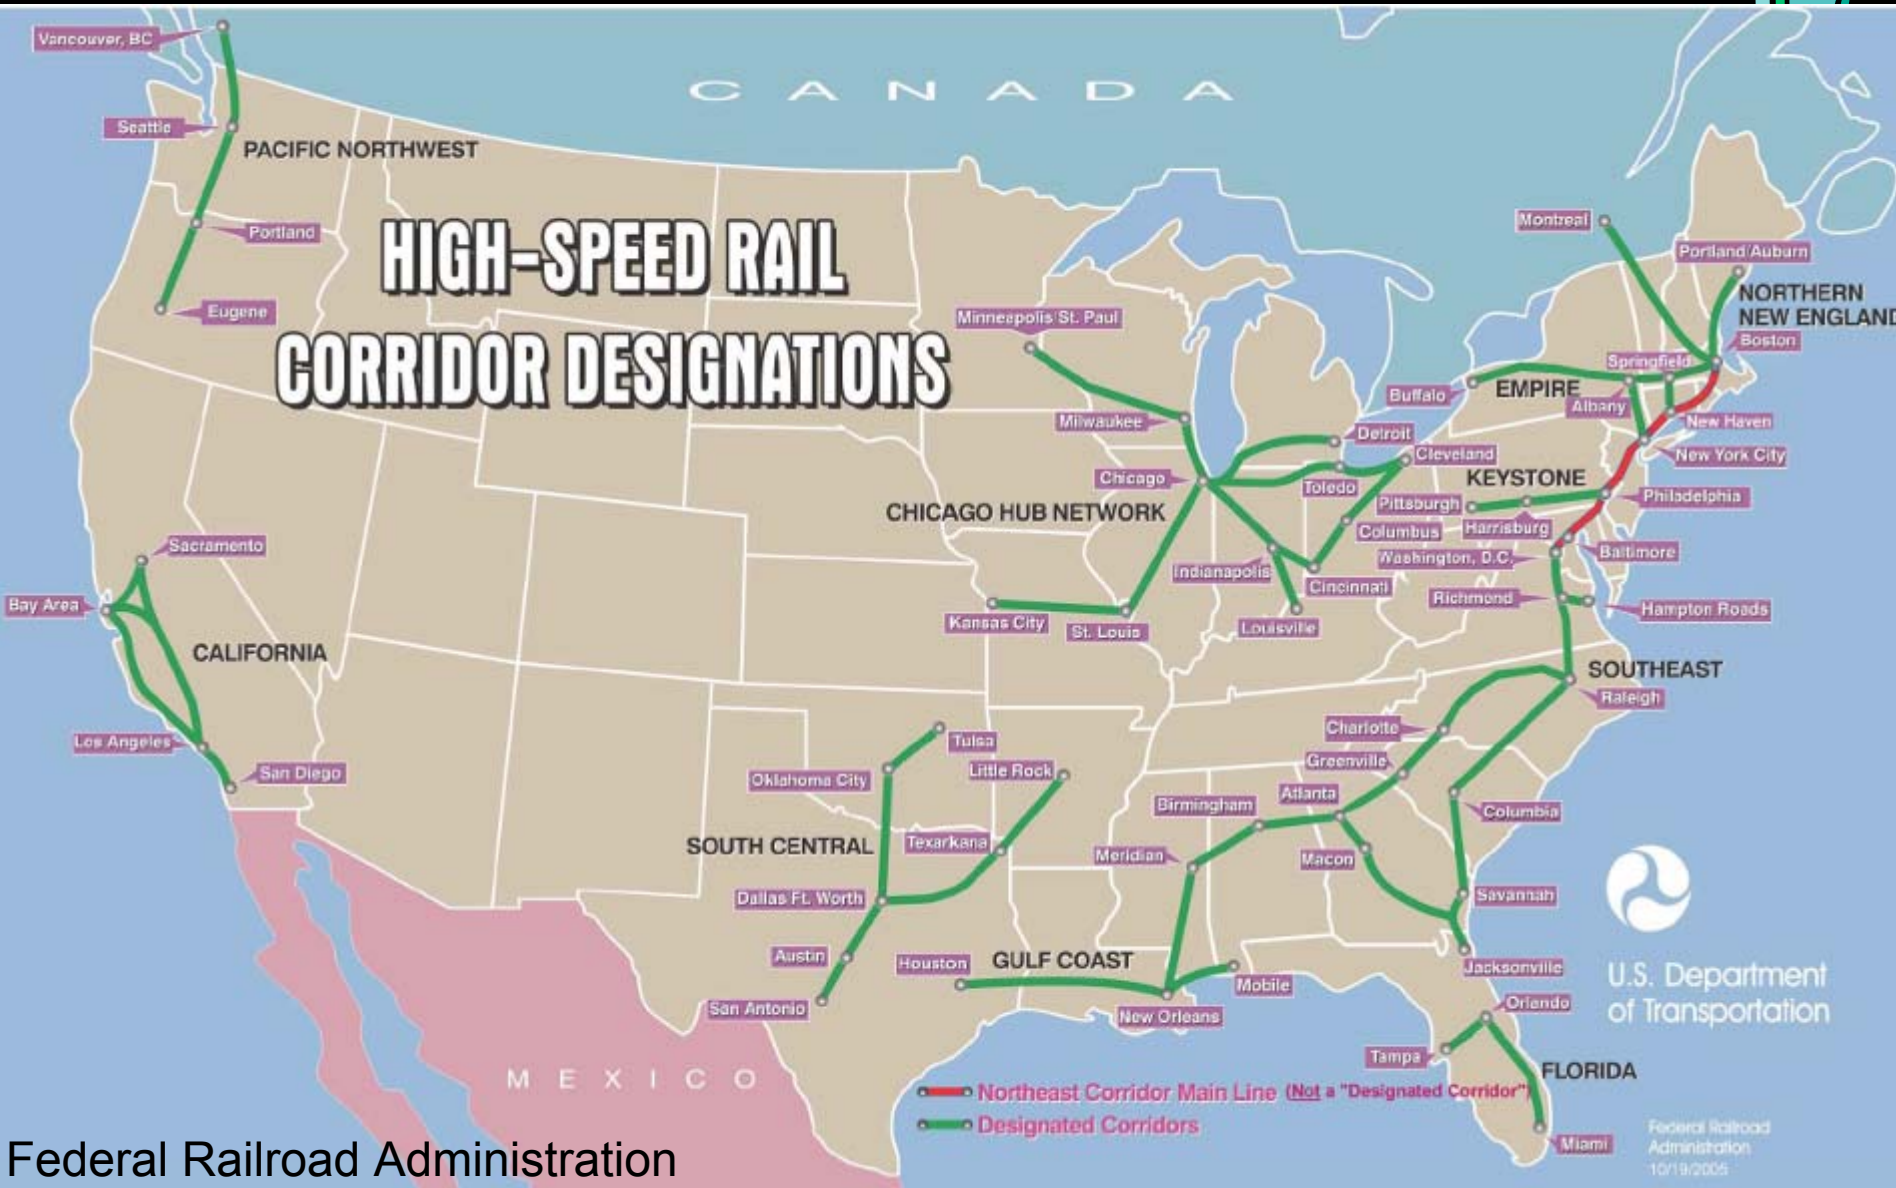 Vancouver, BC
CANADA
Seattle
PACIFIC NORTHWEST
Portland
Eugene
HIGH-SPEED RAIL
CORRIDOR DESIGNATIONS
Montreal
Portland/Auburn
NORTHERN
NEW ENGLAND
Boston
Springfield
Minneapolis/St. Paul
Buffalo
EMPIRE
Albany
Milwaukee
Detroit
New Haven
Cleveland
New York City
Chicago
Toledo
KEYSTONE
Pittsburgh
Philadelphia
CHICAGO HUB NETWORK
Harrisburg
Columbus
Sacramento
Washington, D.C.
Baltimore
Indianapolis
Cincinnati
Bay Area
Richmond
Hampton Roads
Kansas City
St. Louis
Louisville
CALIFORNIA
SOUTHEAST
Raleigh
Los Angeles
Charlotte
Tulsa
San Diego
Oklahoma City
Little Rock
Greenville
Atlanta
Birmingham
Columbia
SOUTH CENTRAL
Texarkana
Meridian
Macon
Dallas/Ft. Worth
Savannah
Austin
Houston
GULF COAST
Jacksonville
U.S. Department
of Transportation
San Antonio
New Orleans
Mobile
Orlando
Tampa
FLORIDA
MEXICO
Northeast Corridor Main Line (Not a "Designated Corridor")
Designated Corridors
Miami
Federal Railroad
Administration
10/19/2005
Federal Railroad Administration